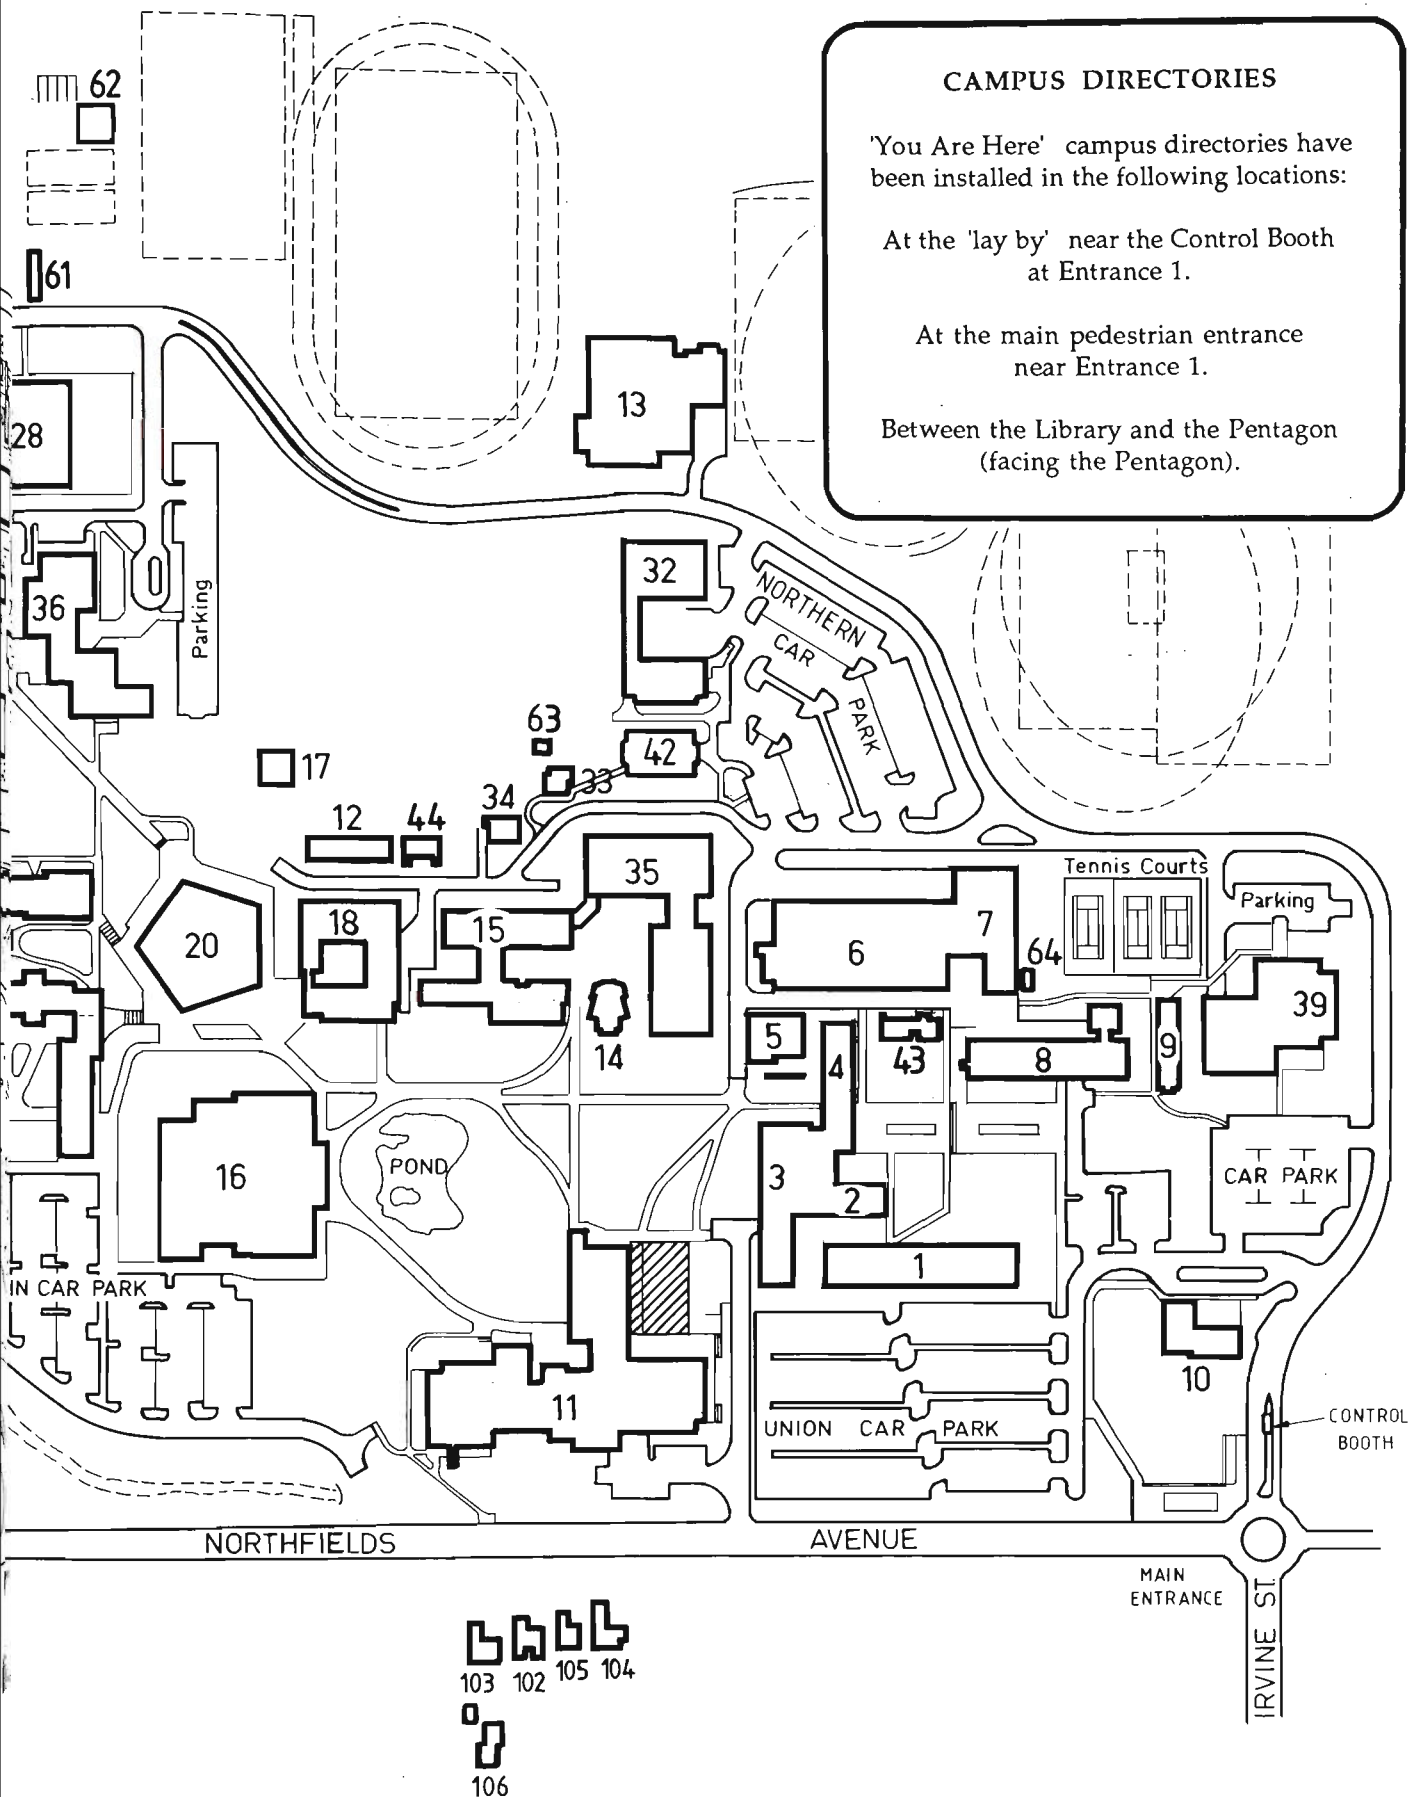 CAMPUS DIRECTORIES
'You Are Here' campus directories have
been installed in the following locations:
At the 'lay by' near the Control Booth
at Entrance 1.
At the main pedestrian entrance
near Entrance 1.
Between the Library and the Pentagon
(facing the Pentagon).
62
61
28
13
36
Parking
32
NORTHERN
CAR
PARK
63
42
17
33
34
12
44
35
Tennis Courts
Parking
20
18
15
6
7
64
39
14
5
4
43
8
9
16
POND
3
2
CAR PARK
1
IN CAR PARK
10
11
UNION CAR PARK
CONTROL
BOOTH
NORTHFIELDS AVENUE
MAIN
ENTRANCE
IRVINE ST.
103
102
105
104
106